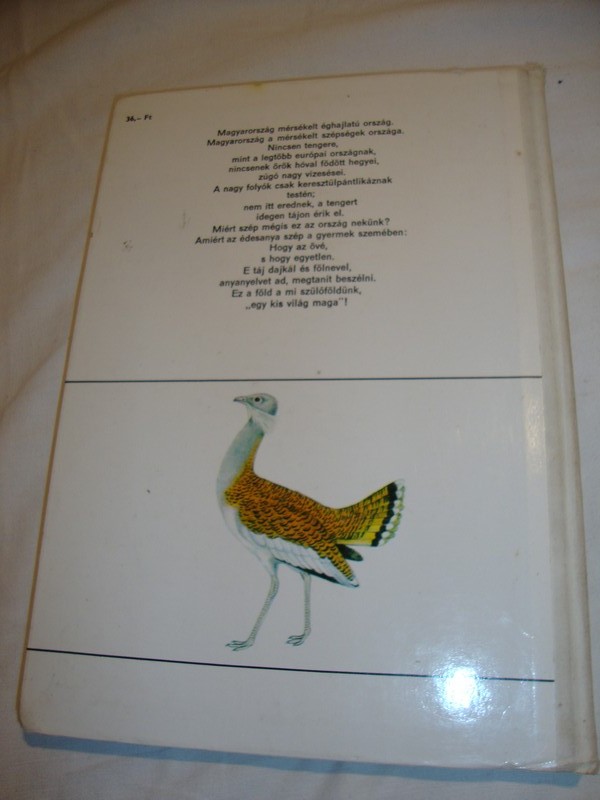 36,- Ft
Magyarország mérsékelt éghajlatú ország.
Magyarország a mérsékelt szépségek országa.
Nincsen tengere,
mint a legtöbb európai országnak,
nincsenek örök hóval födött hegyei,
zúgó nagy vízesései.
A nagy folyók csak keresztülpántlikáznak
testén;
nem itt erednek, a tengert
idegen tájon érik el.
Miért szép mégis ez az ország nekünk?
Amiért az édesanya szép a gyermek szemében:
Hogy az övé,
s hogy egyetlen.
E táj dajkál és fölnevel,
anyanyelvet ad, megtanít beszélni.
Ez a föld a mi szülőföldünk,
„egy kis világ maga"!